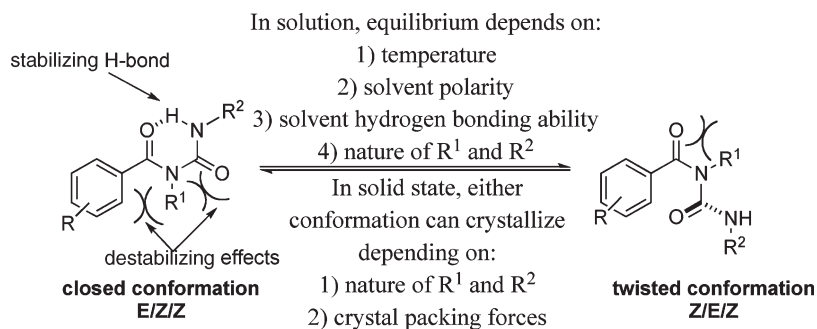 In solution, equilibrium depends on:
1) temperature
2) solvent polarity
3) solvent hydrogen bonding ability
4) nature of R¹ and R²
stabilizing H-bond
H
R²
O
N
N
O
R¹
R
destabilizing effects
closed conformation
E/Z/Z
In solid state, either
conformation can crystallize
depending on:
1) nature of R¹ and R²
2) crystal packing forces
O
R¹
N
O
NH
R²
R
twisted conformation
Z/E/Z